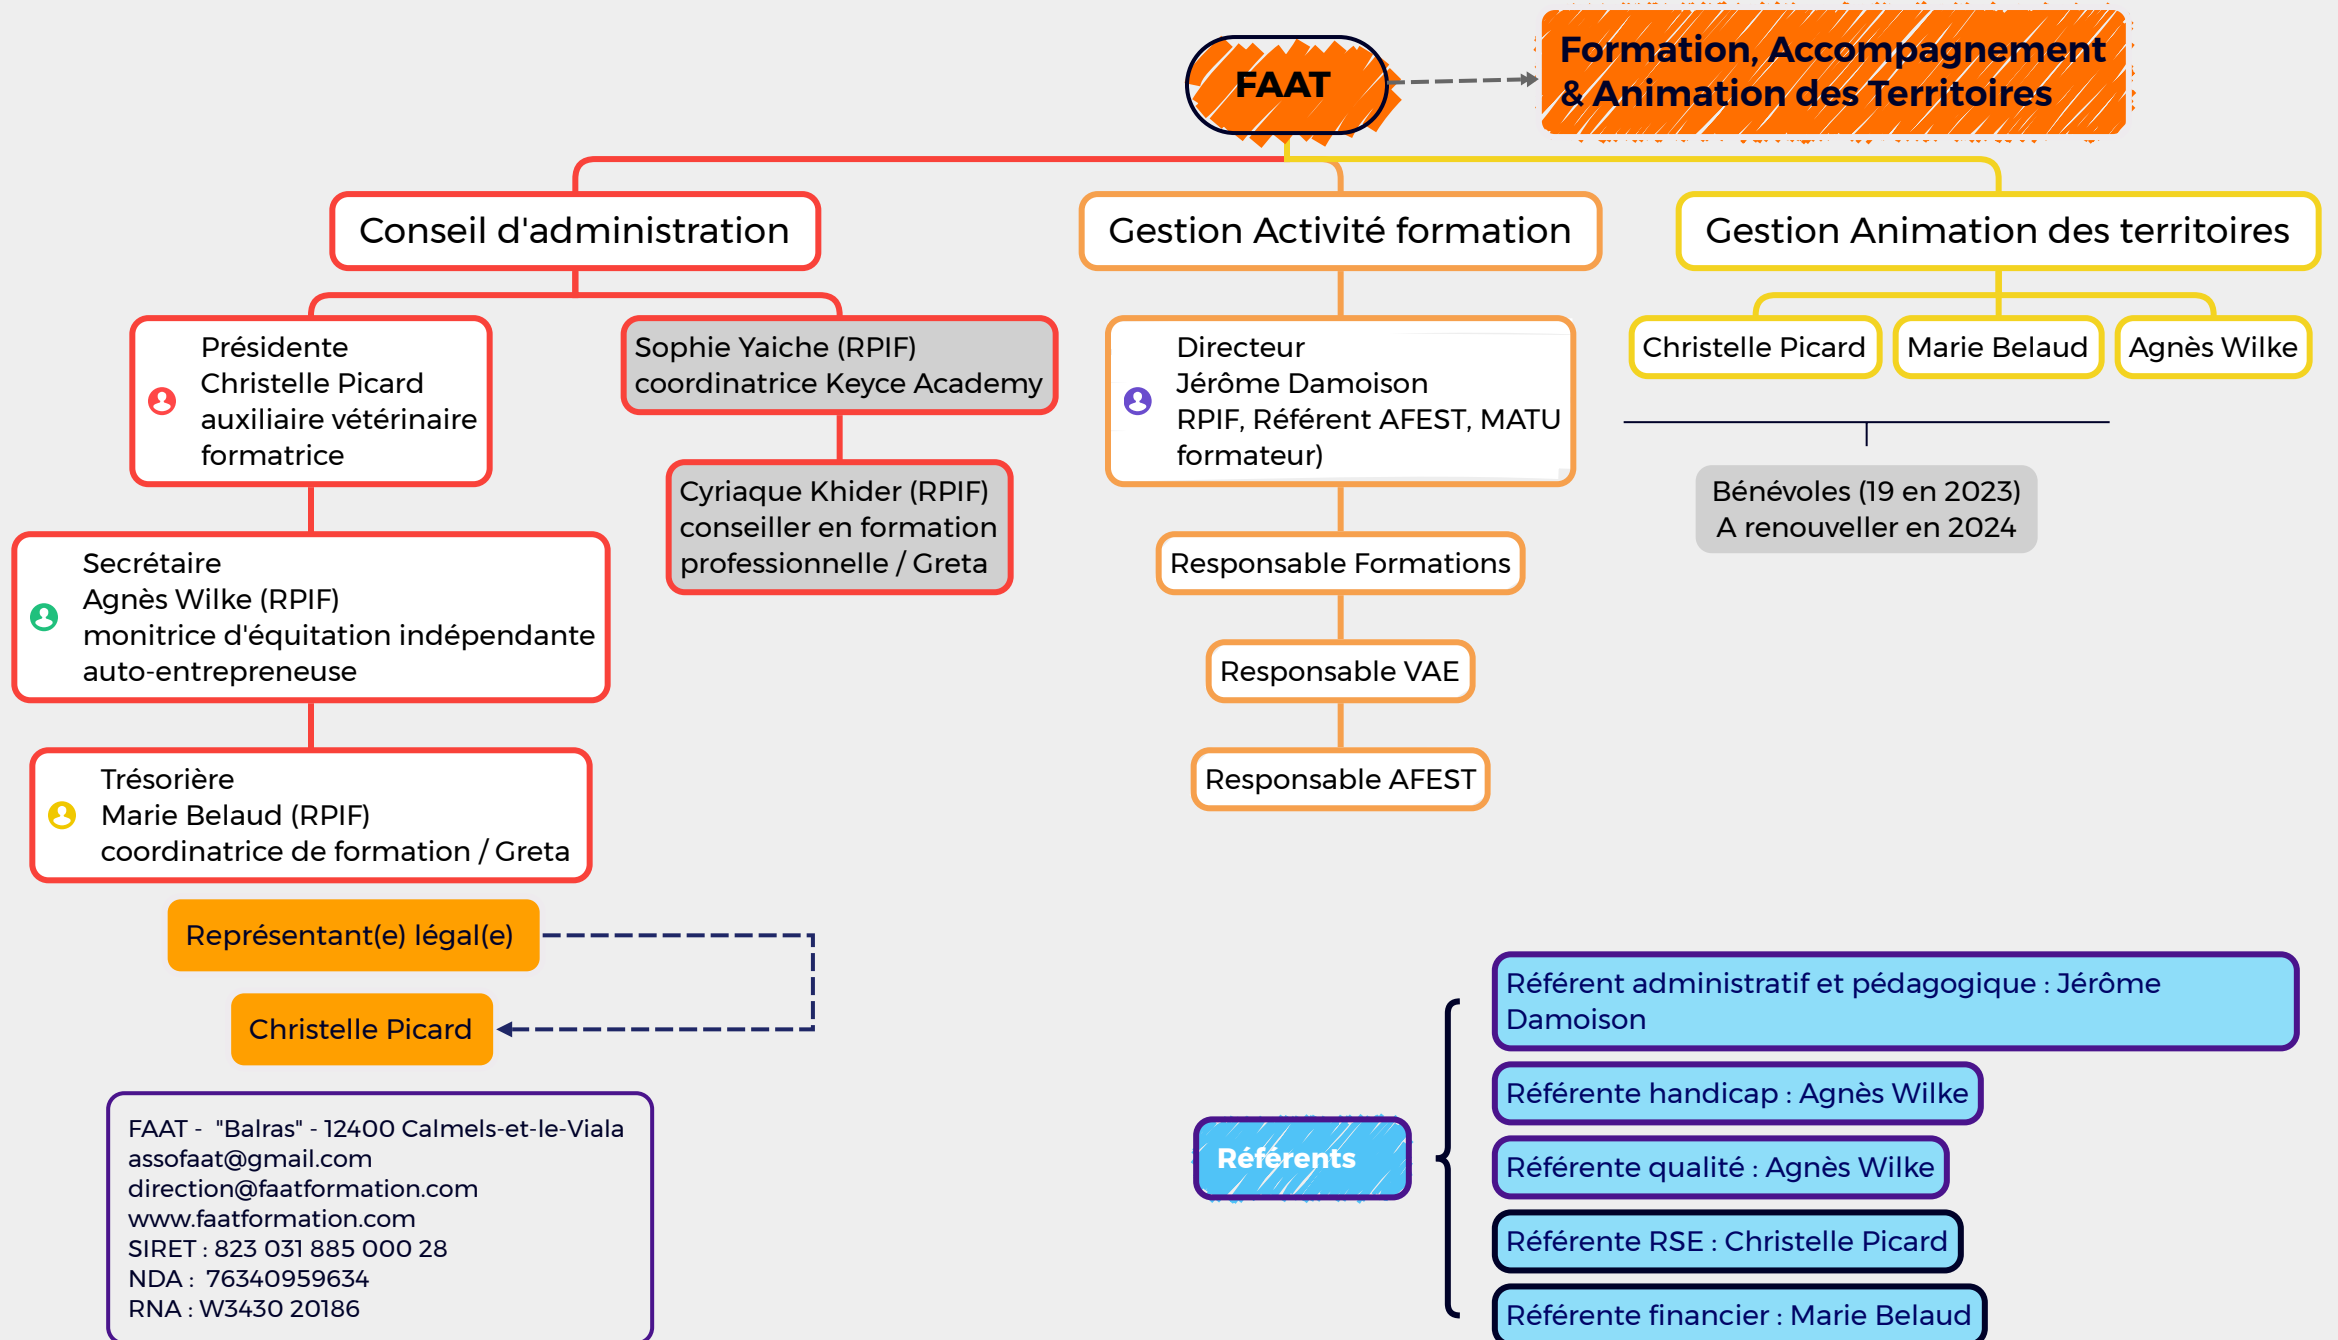 FAAT
Formation, Accompagnement
& Animation des Territoires
Conseil d'administration
Gestion Activité formation
Gestion Animation des territoires
Présidente
Christelle Picard
auxiliaire vétérinaire
formatrice
Sophie Yaiche (RPIF)
coordinatrice Keyce Academy
Cyriaque Khider (RPIF)
conseiller en formation
professionnelle / Greta
Secrétaire
Agnès Wilke (RPIF)
monitrice d'équitation indépendante
auto-entrepreneuse
Trésorière
Marie Belaud (RPIF)
coordinatrice de formation / Greta
Directeur
Jérôme Damoison
RPIF, Référent AFEST, MATU
formateur)
Responsable Formations
Responsable VAE
Responsable AFEST
Christelle Picard
Marie Belaud
Agnès Wilke
Bénévoles (19 en 2023)
A renouveller en 2024
Représentant(e) légal(e)
Christelle Picard
FAAT -  "Balras" - 12400 Calmels-et-le-Viala
assofaat@gmail.com
direction@faatformation.com
www.faatformation.com
SIRET : 823 031 885 000 28
NDA :  76340959634
RNA : W3430 20186
Référents
Référent administratif et pédagogique : Jérôme
Damoison
Référente handicap : Agnès Wilke
Référente qualité : Agnès Wilke
Référente RSE : Christelle Picard
Référente financier : Marie Belaud